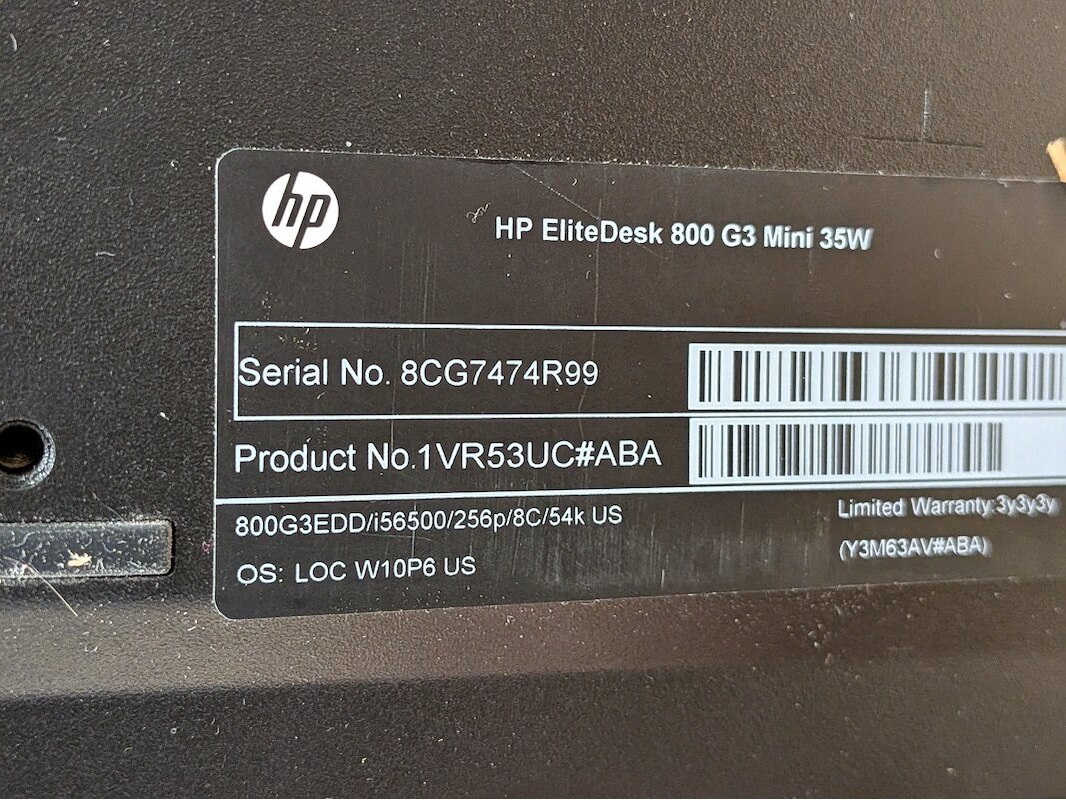 hp
HP EliteDesk 800 G3 Mini 35W
Serial No. 8CG7474R99
Product No.1VR53UC#ABA
800G3EDD/i56500/256p/8C/54k US
Limited Warranty:3y3y3y
OS: LOC W10P6 US
(Y3M63AV#ABA)